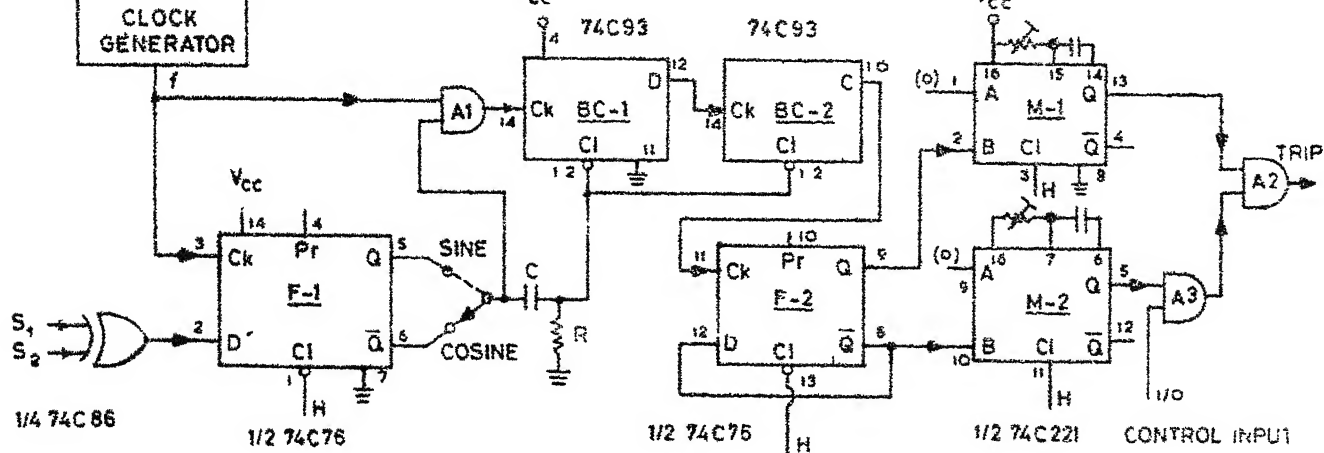 CLOCK
GENERATOR
f
A1
CC
4
74C93
14
Ck
BC-1
D
12
Cl
12
11
74C93
14
Ck
BC-2
C
10
Cl
12
VCC
16
15
14
(0)
1
A
M-1
Q
13
2
B
Cl
Q̅
4
3
H
8
A2
TRIP
VCC
14
4
3
Ck
Pr
Q
5
F-1
SINE
COSINE
C
R
S1
S2
2
D
Q̅
6
Cl
1
7
H
1/4 74C86
1/2 74C76
10
11
Ck
Pr
Q
9
F-2
12
D
Q̅
8
Cl
13
H
1/2 74C76
16
7
6
(0)
9
A
M-2
Q
5
A3
10
B
Cl
Q̅
12
11
H
1/0
1/2 74C221
CONTROL INPUT